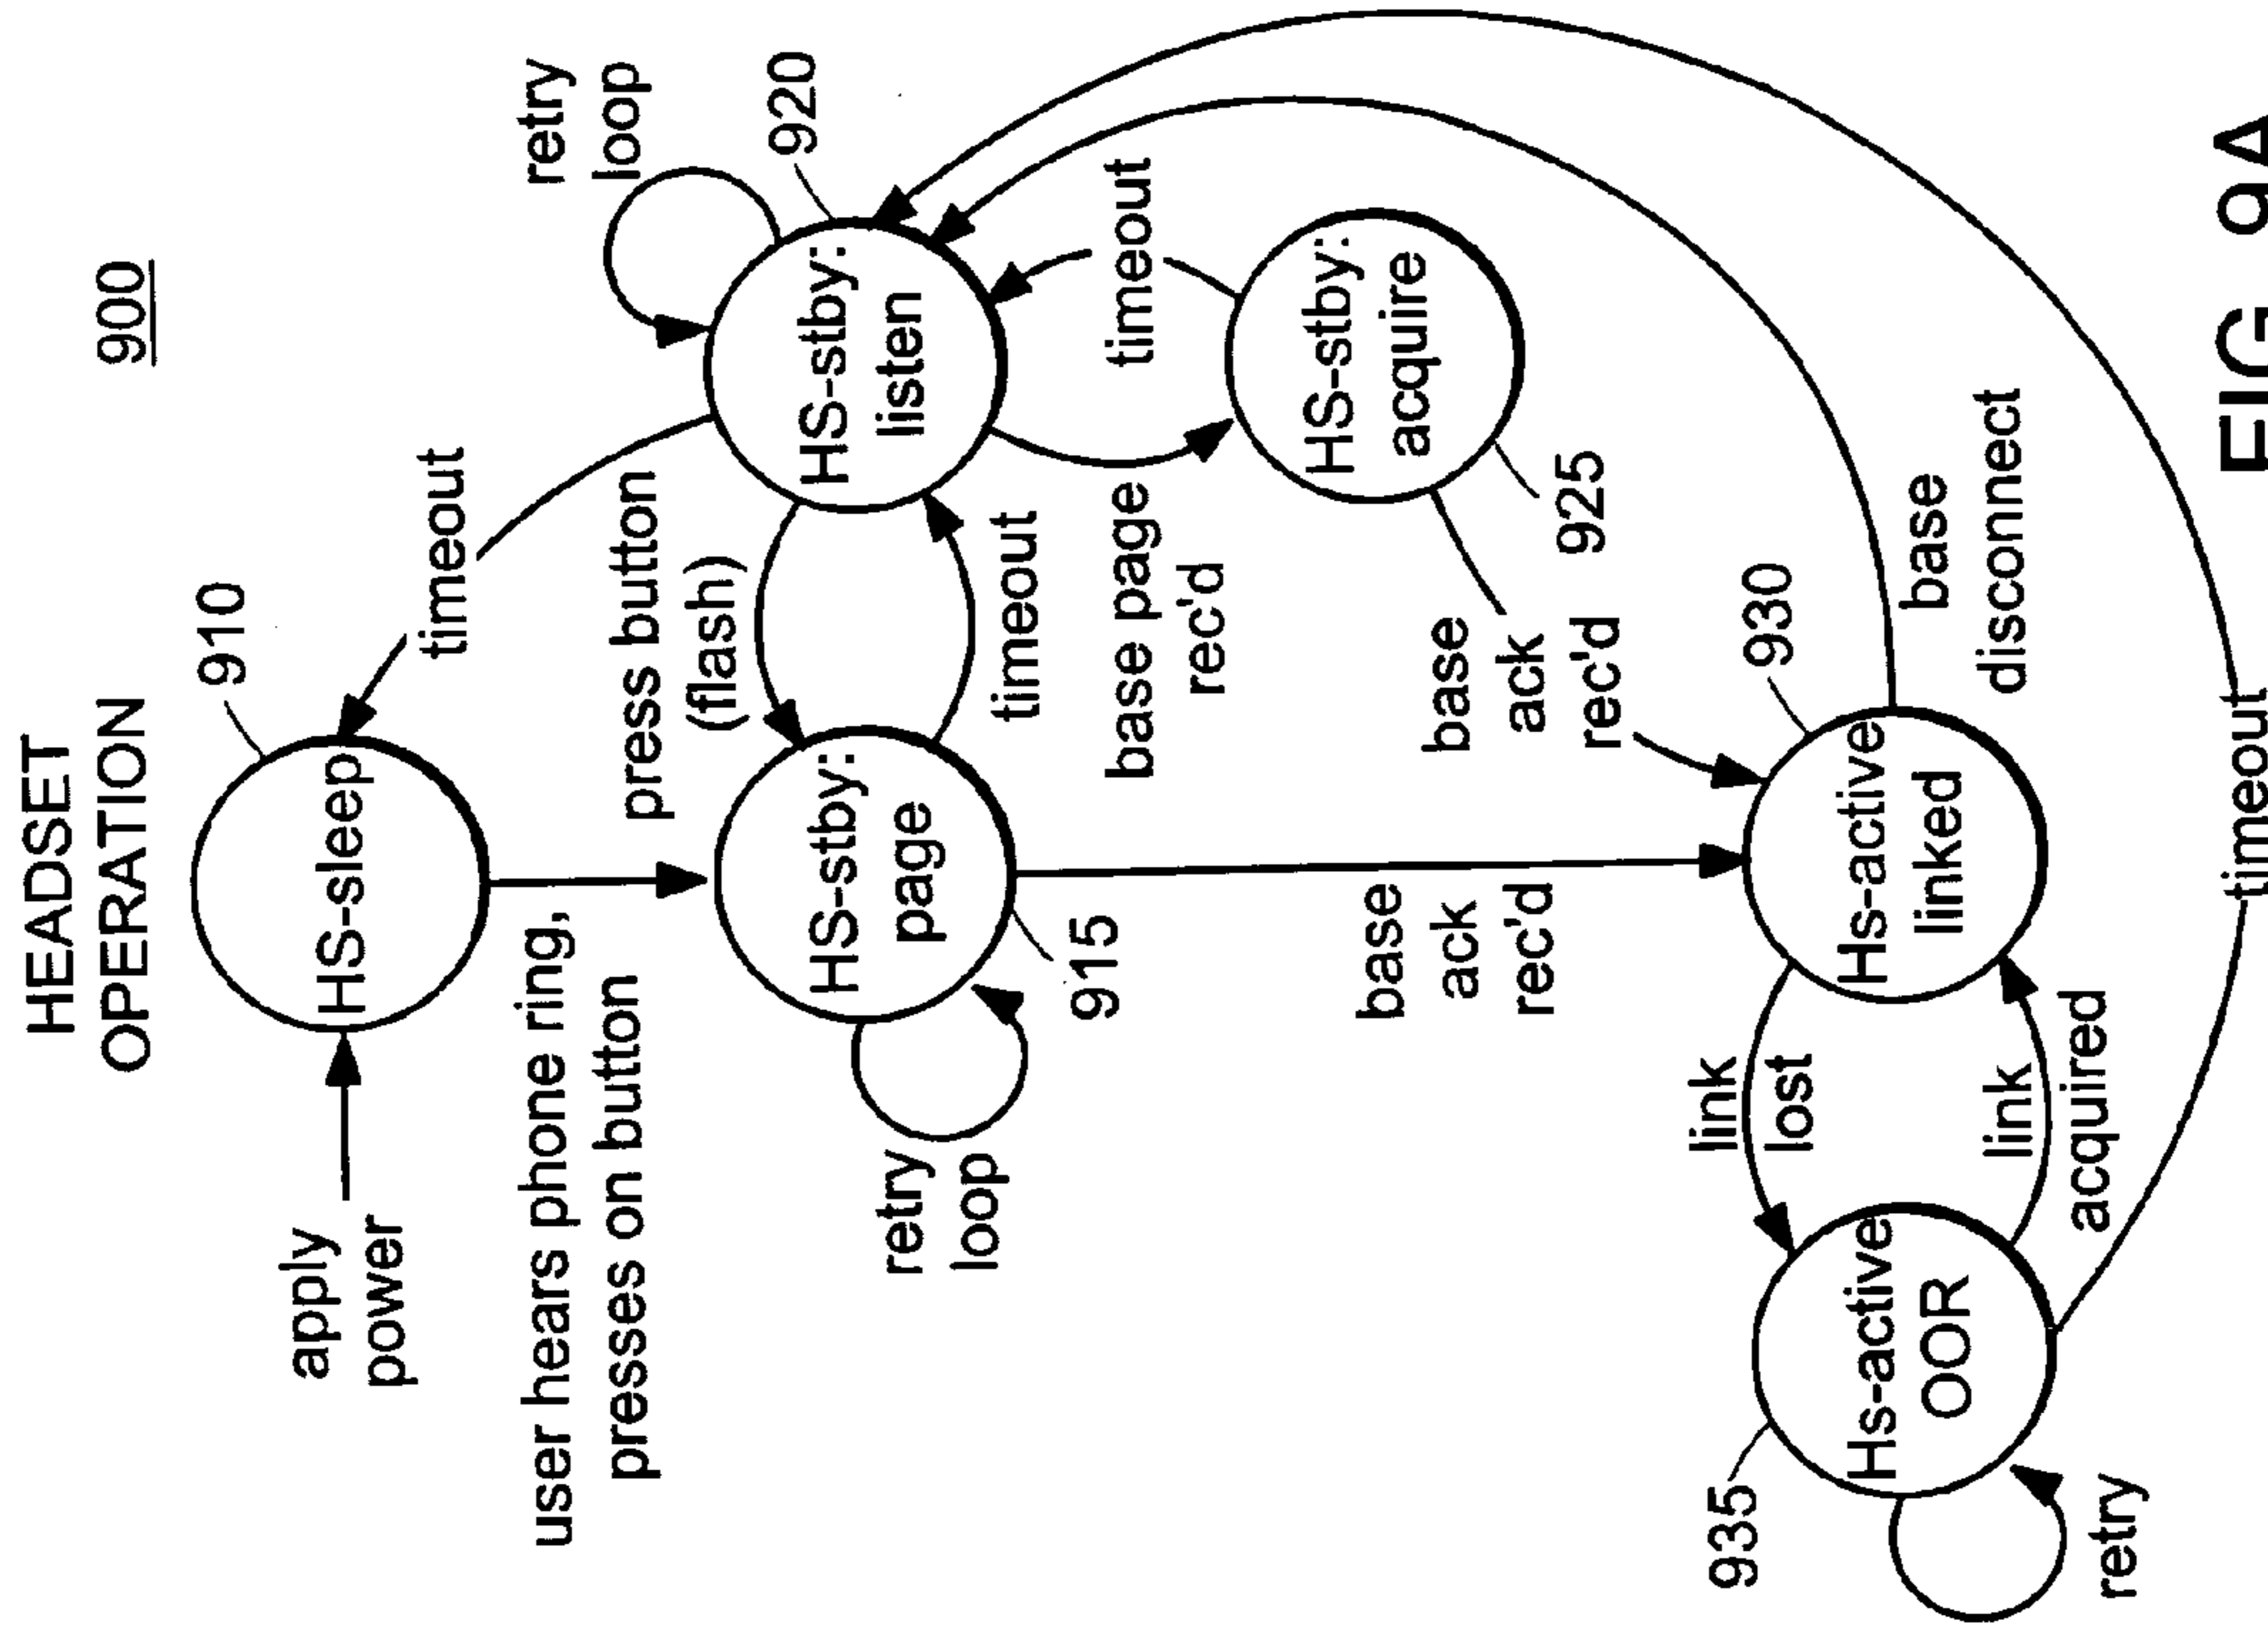 HEADSET
OPERATION
900
apply
power
HS-sleep
910
timeout
user hears phone ring,
presses on button
press button
(flash)
retry
loop
920
HS-stby:
page
HS-stby:
listen
retry
loop
915
timeout
base page
rec'd
timeout
HS-stby:
acquire
925
base
ack
rec'd
base
ack
rec'd
930
935
link
lost
Hs-active
linked
Hs-active
OOR
link
acquired
base
disconnect
retry
timeout
FIG 9A